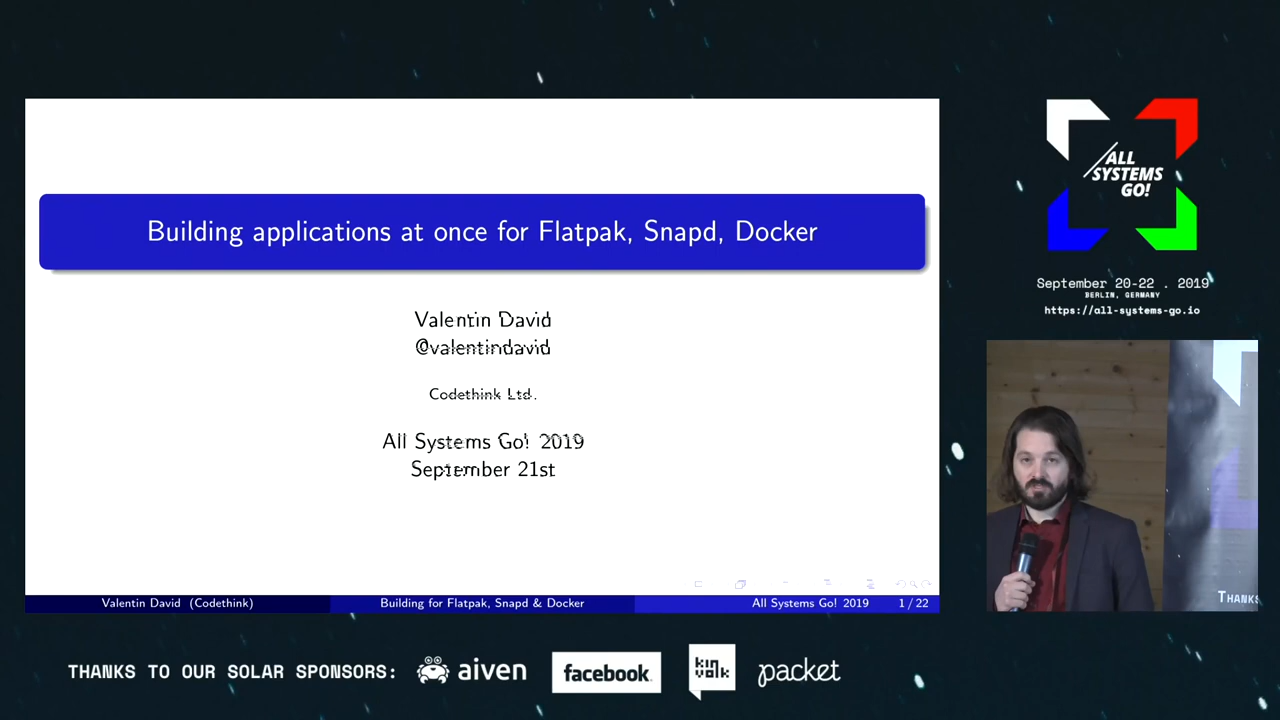 Building applications at once for Flatpak, Snapd, Docker
Valentin David
@valentindavid
Codethink Ltd.
All Systems Go! 2019
September 21st
Valentin David (Codethink)
Building for Flatpak, Snapd & Docker
All Systems Go! 2019
1 / 22
ALL
SYSTEMS
GO!
September 20-22 . 2019
BERLIN, GERMANY
https://all-systems-go.io
THANKS
THANKS TO OUR SOLAR SPONSORS:
aiven
facebook.
kinvolk
packet